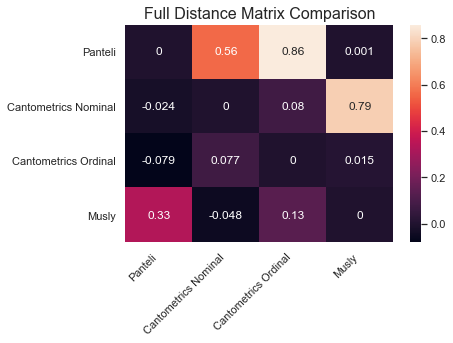 Full Distance Matrix Comparison
Panteli 0 0.56 0.86 0.001
Cantometrics Nominal -0.024 0 0.08 0.79
Cantometrics Ordinal -0.079 0.077 0 0.015
Musly 0.33 -0.048 0.13 0
Panteli
Cantometrics Nominal
Cantometrics Ordinal
Musly
0.8
0.6
0.4
0.2
0.0